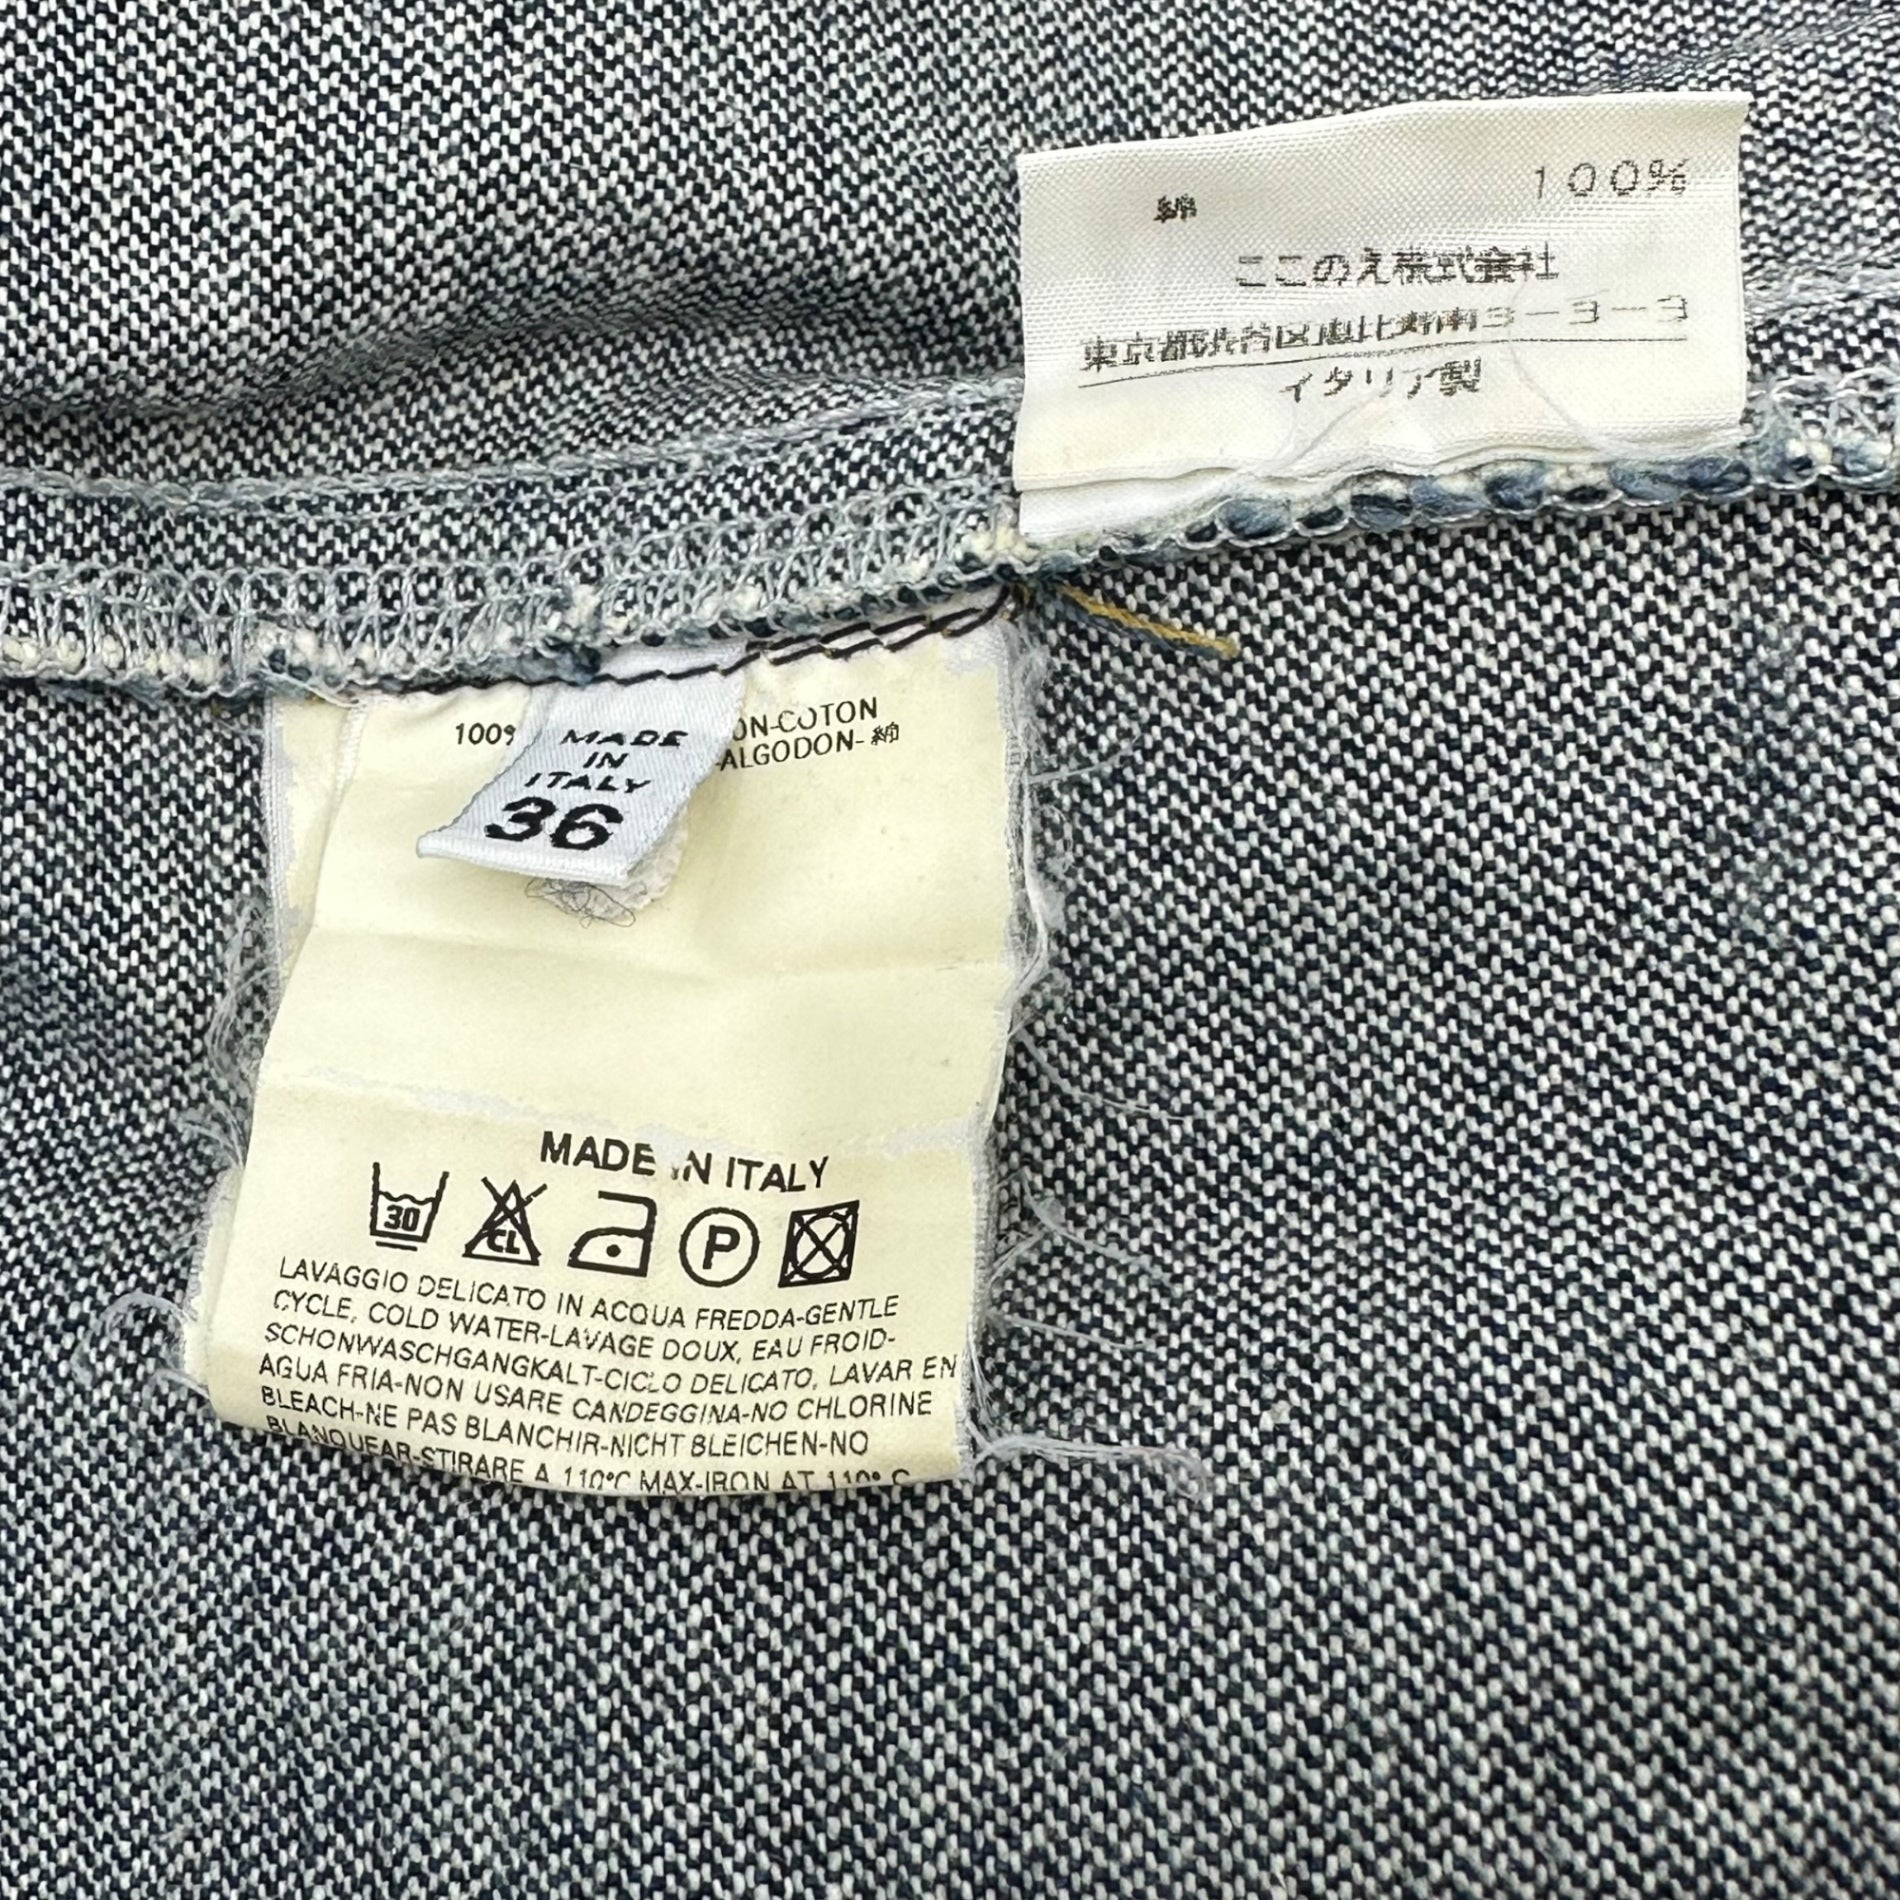 綿 100%
ここのえ株式会社
東京都渋谷区恵比寿南3-3-3
イタリア製
100% ON-COTON
-ALGODON-綿
MADE
IN
ITALY
36
MADE IN ITALY
30 CL P
LAVAGGIO DELICATO IN ACQUA FREDDA-GENTLE
CYCLE, COLD WATER-LAVAGE DOUX, EAU FROID-
SCHONWASCHGANGKALT-CICLO DELICATO, LAVAR EN
AGUA FRIA-NON USARE CANDEGGINA-NO CHLORINE
BLEACH-NE PAS BLANCHIR-NICHT BLEICHEN-NO
BLANQUEAR-STIRARE A 110°C MAX-IRON AT 110° C